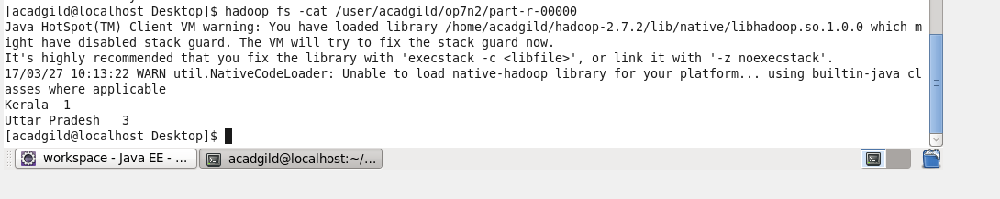 [acadgild@localhost Desktop]$ hadoop fs -cat /user/acadgild/op7n2/part-r-00000
Java HotSpot(TM) Client VM warning: You have loaded library /home/acadgild/hadoop-2.7.2/lib/native/libhadoop.so.1.0.0 which m
ight have disabled stack guard. The VM will try to fix the stack guard now.
It's highly recommended that you fix the library with 'execstack -c <libfile>', or link it with '-z noexecstack'.
17/03/27 10:13:22 WARN util.NativeCodeLoader: Unable to load native-hadoop library for your platform... using builtin-java cl
asses where applicable
Kerala  1
Uttar Pradesh   3
[acadgild@localhost Desktop]$
workspace - Java EE - ...
acadgild@localhost:~/...